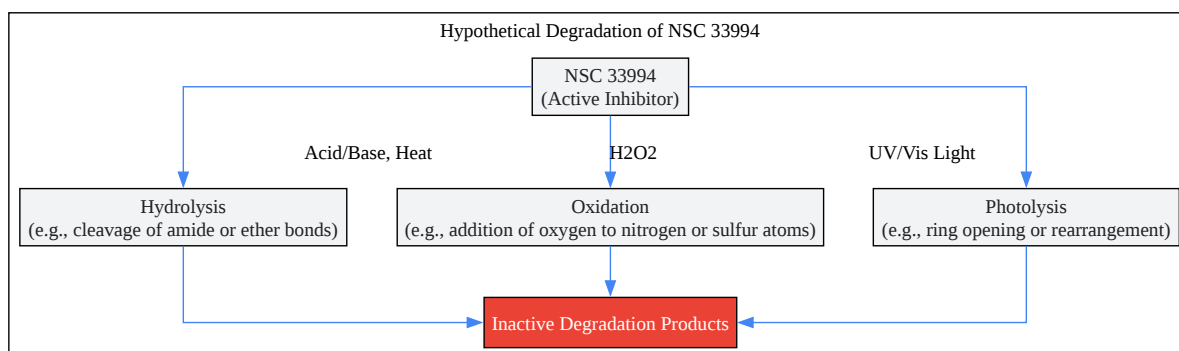 Hypothetical Degradation of NSC 33994
NSC 33994
(Active Inhibitor)
Acid/Base, Heat
H2O2
UV/Vis Light
Hydrolysis
(e.g., cleavage of amide or ether bonds)
Oxidation
(e.g., addition of oxygen to nitrogen or sulfur atoms)
Photolysis
(e.g., ring opening or rearrangement)
Inactive Degradation Products